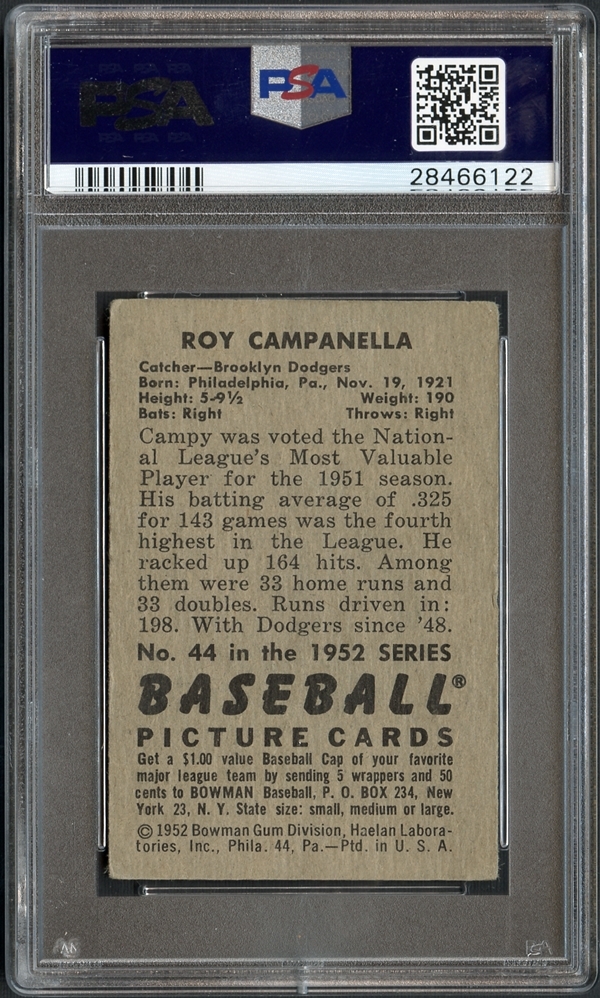 PSA
PSA
28466122
ROY CAMPANELLA
Catcher—Brooklyn Dodgers
Born: Philadelphia, Pa., Nov. 19, 1921
Height: 5-9½ Weight: 190
Bats: Right Throws: Right
Campy was voted the Nation-
al League's Most Valuable
Player for the 1951 season.
His batting average of .325
for 143 games was the fourth
highest in the League. He
racked up 164 hits. Among
them were 33 home runs and
33 doubles. Runs driven in:
198. With Dodgers since '48.
No. 44 in the 1952 SERIES
BASEBALL®
PICTURE CARDS
Get a $1.00 value Baseball Cap of your favorite
major league team by sending 5 wrappers and 50
cents to BOWMAN Baseball, P. O. BOX 234, New
York 23, N. Y. State size: small, medium or large.
© 1952 Bowman Gum Division, Haelan Labora-
tories, Inc., Phila. 44, Pa.—Ptd. in U. S. A.